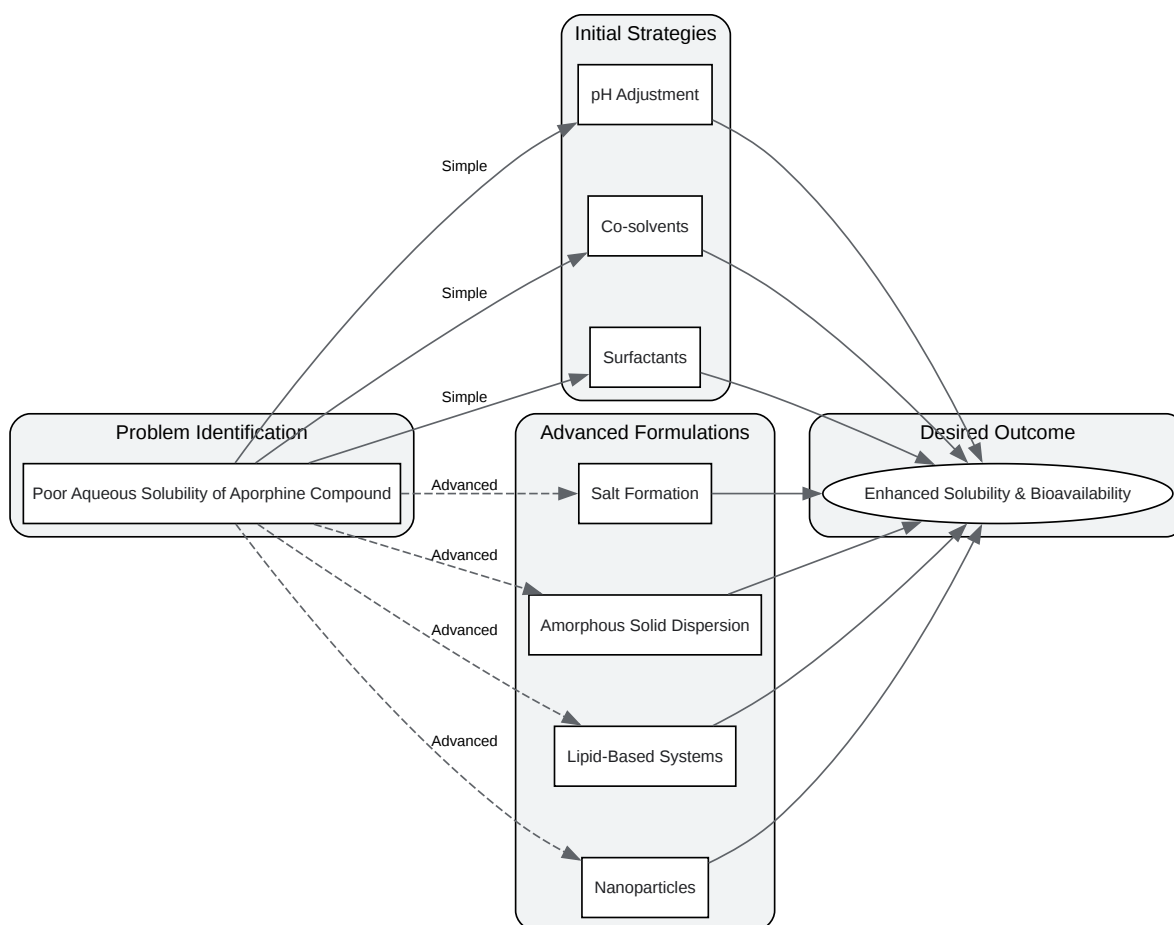 Initial Strategies
pH Adjustment
Simple
Co-solvents
Simple
Surfactants
Simple
Problem Identification
Advanced Formulations
Desired Outcome
Poor Aqueous Solubility of Aporphine Compound
Advanced
Salt Formation
Enhanced Solubility & Bioavailability
Advanced
Amorphous Solid Dispersion
Advanced
Lipid-Based Systems
Advanced
Nanoparticles